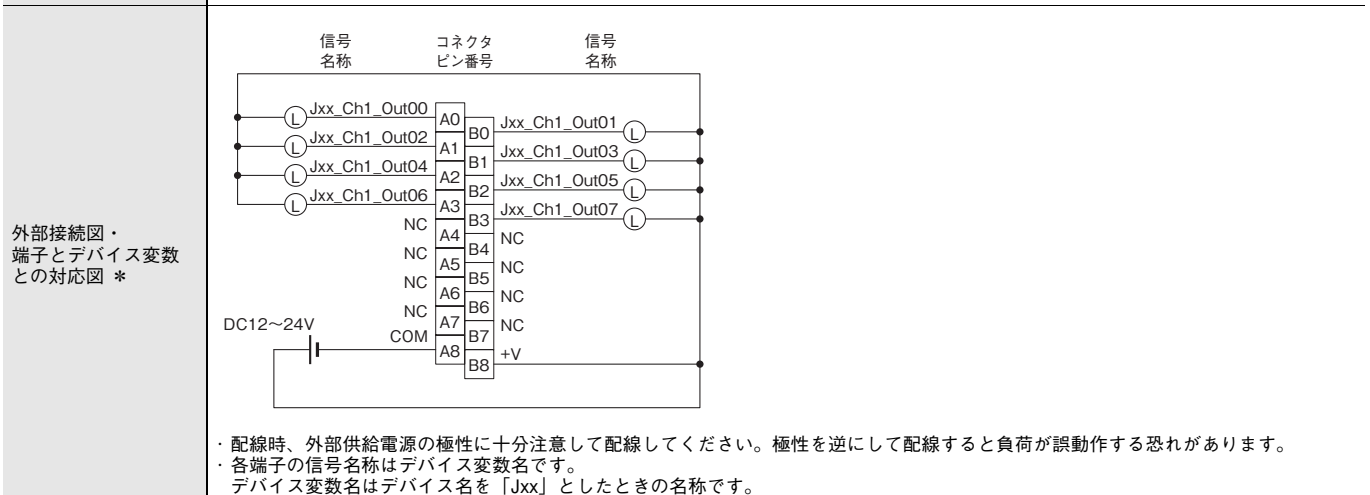 外部接続図・
端子とデバイス変数
との対応図 ＊
信号 コネクタ 信号
名称 ピン番号 名称
Jxx_Ch1_Out00 A0
B0 Jxx_Ch1_Out01
Jxx_Ch1_Out02 A1
B1 Jxx_Ch1_Out03
Jxx_Ch1_Out04 A2
B2 Jxx_Ch1_Out05
Jxx_Ch1_Out06 A3
B3 Jxx_Ch1_Out07
L L L L L L L L
NC A4
B4 NC
NC A5
B5 NC
NC A6
B6 NC
NC A7
B7 NC
DC12～24V
COM A8
B8 +V
・配線時、外部供給電源の極性に十分注意して配線してください。極性を逆にして配線すると負荷が誤動作する恐れがあります。
・各端子の信号名称はデバイス変数名です。
デバイス変数名はデバイス名を「Jxx」としたときの名称です。